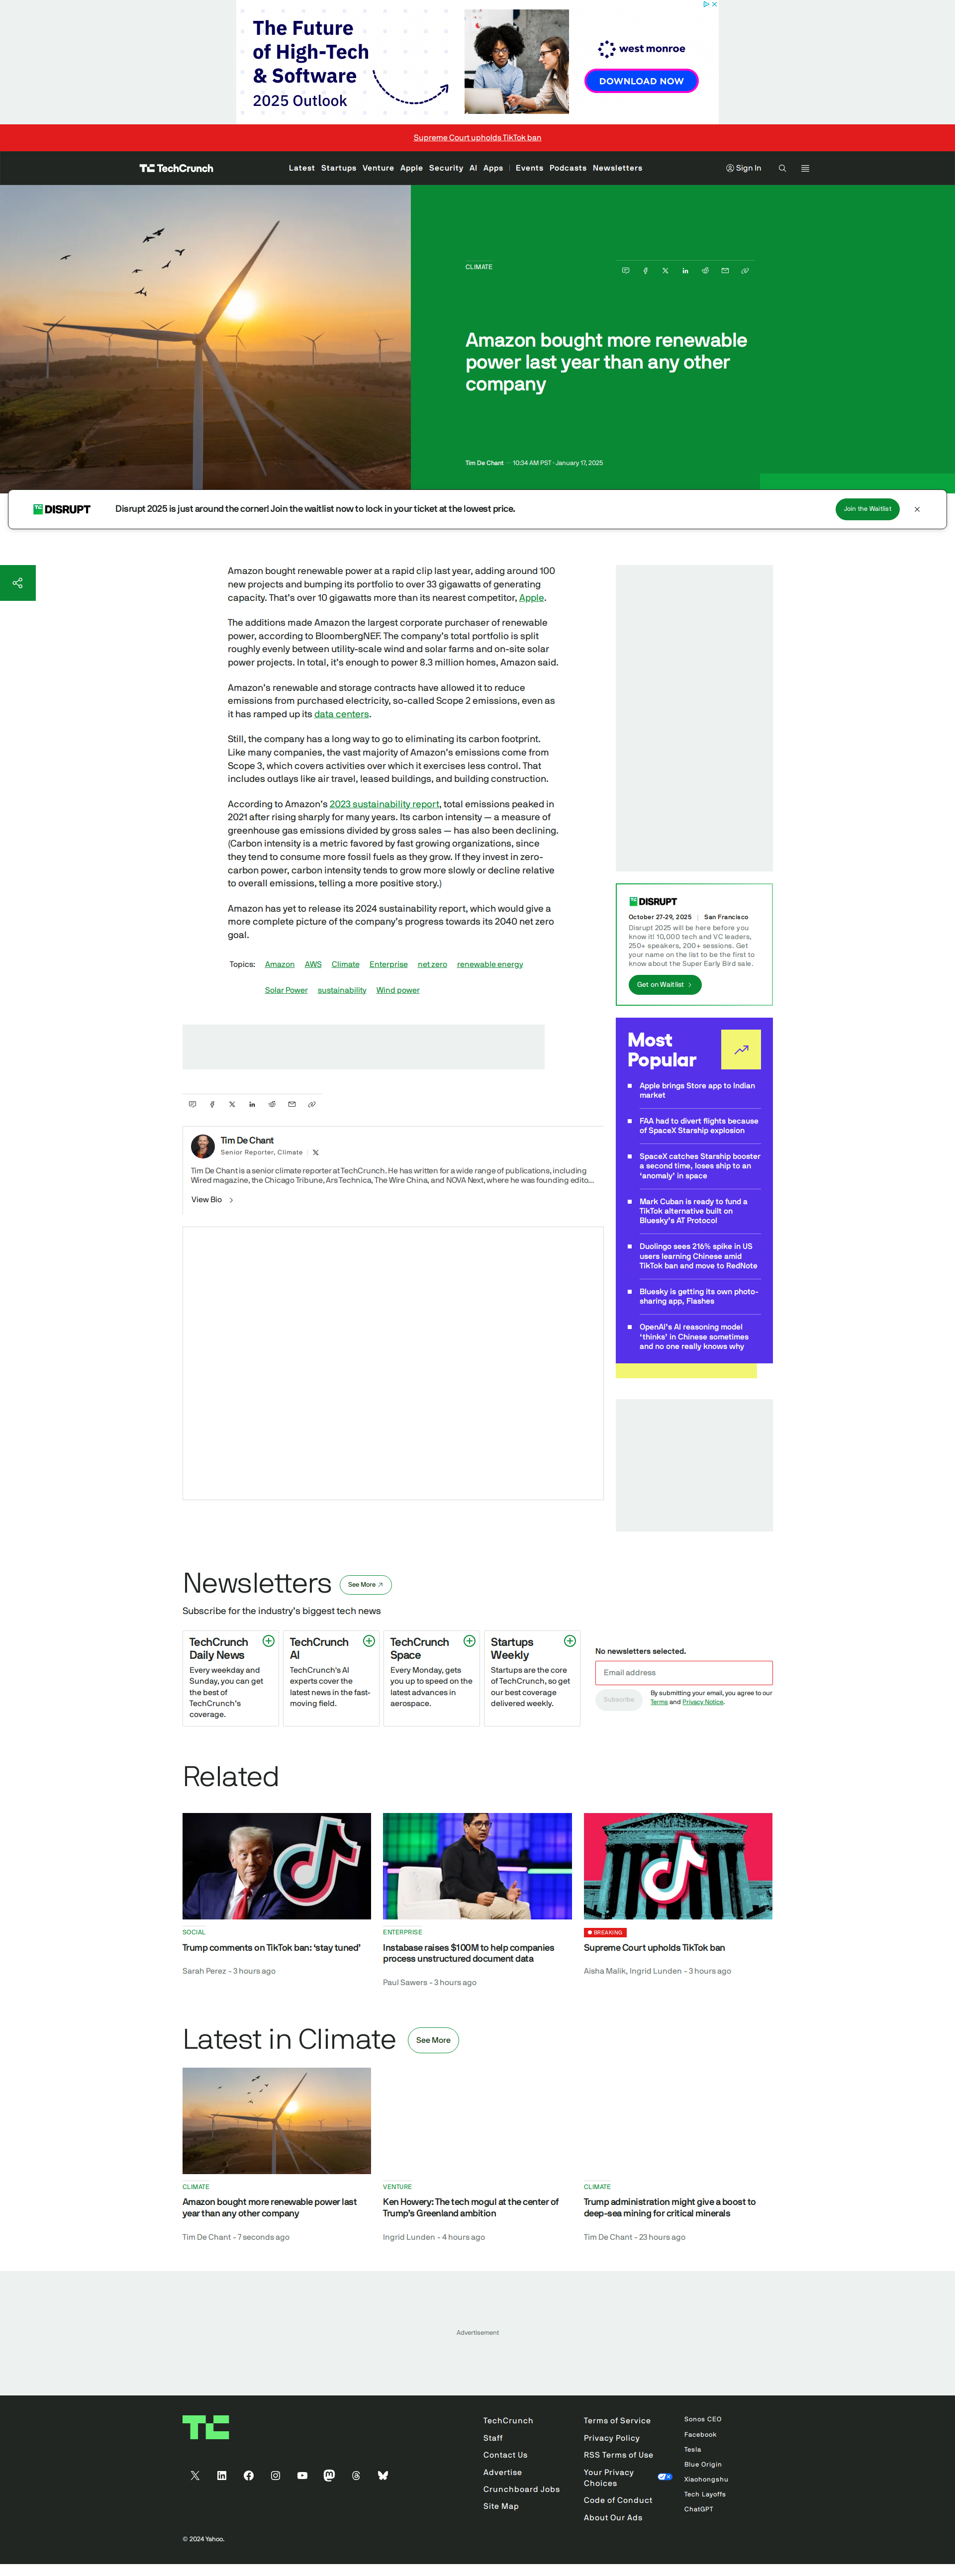 The Future
of High-Tech
& Software
2025 Outlook
west monroe
DOWNLOAD NOW
Supreme Court upholds TikTok ban
TechCrunch
Latest Startups Venture Apple Security AI Apps Events Podcasts Newsletters
Sign In
CLIMATE
Amazon bought more renewable
power last year than any other
company
Tim De Chant — 10:34 AM PST · January 17, 2025
DISRUPT
Disrupt 2025 is just around the corner! Join the waitlist now to lock in your ticket at the lowest price.
Join the Waitlist
Amazon bought renewable power at a rapid clip last year, adding around 100
new projects and bumping its portfolio to over 33 gigawatts of generating
capacity. That's over 10 gigawatts more than its nearest competitor, Apple.
The additions made Amazon the largest corporate purchaser of renewable
power, according to BloombergNEF. The company's total portfolio is split
roughly evenly between utility-scale wind and solar farms and on-site solar
power projects. In total, it's enough to power 8.3 million homes, Amazon said.
Amazon's renewable and storage contracts have allowed it to reduce
emissions from purchased electricity, so-called Scope 2 emissions, even as
it has ramped up its data centers.
Still, the company has a long way to go to eliminating its carbon footprint.
Like many companies, the vast majority of Amazon's emissions come from
Scope 3, which covers activities over which it exercises less control. That
includes outlays like air travel, leased buildings, and building construction.
According to Amazon's 2023 sustainability report, total emissions peaked in
2021 after rising sharply for many years. Its carbon intensity — a measure of
greenhouse gas emissions divided by gross sales — has also been declining.
(Carbon intensity is a metric favored by fast growing organizations, since
they tend to consume more fossil fuels as they grow. If they invest in zero-
carbon power, carbon intensity tends to grow more slowly or decline relative
to overall emissions, telling a more positive story.)
Amazon has yet to release its 2024 sustainability report, which would give a
more complete picture of the company's progress towards its 2040 net zero
goal.
Topics: Amazon AWS Climate Enterprise net zero renewable energy
Solar Power sustainability Wind power
Tim De Chant
Senior Reporter, Climate
Tim De Chant is a senior climate reporter at TechCrunch. He has written for a wide range of publications, including
Wired magazine, the Chicago Tribune, Ars Technica, The Wire China, and NOVA Next, where he was founding edito...
View Bio
DISRUPT
October 27-29, 2025 | San Francisco
Disrupt 2025 will be here before you
know it! 10,000 tech and VC leaders,
250+ speakers, 200+ sessions. Get
your name on the list to be the first to
know about the Super Early Bird sale.
Get on Waitlist
Most
Popular
Apple brings Store app to Indian
market
FAA had to divert flights because
of SpaceX Starship explosion
SpaceX catches Starship booster
a second time, loses ship to an
'anomaly' in space
Mark Cuban is ready to fund a
TikTok alternative built on
Bluesky's AT Protocol
Duolingo sees 216% spike in US
users learning Chinese amid
TikTok ban and move to RedNote
Bluesky is getting its own photo-
sharing app, Flashes
OpenAI's AI reasoning model
'thinks' in Chinese sometimes
and no one really knows why
Newsletters
See More
Subscribe for the industry's biggest tech news
TechCrunch
Daily News
Every weekday and
Sunday, you can get
the best of
TechCrunch's
coverage.
TechCrunch
AI
TechCrunch's AI
experts cover the
latest news in the fast-
moving field.
TechCrunch
Space
Every Monday, gets
you up to speed on the
latest advances in
aerospace.
Startups
Weekly
Startups are the core
of TechCrunch, so get
our best coverage
delivered weekly.
No newsletters selected.
Email address
Subscribe
By submitting your email, you agree to our
Terms and Privacy Notice.
Related
SOCIAL
Trump comments on TikTok ban: 'stay tuned'
Sarah Perez - 3 hours ago
ENTERPRISE
Instabase raises $100M to help companies
process unstructured document data
Paul Sawers - 3 hours ago
BREAKING
Supreme Court upholds TikTok ban
Aisha Malik, Ingrid Lunden - 3 hours ago
Latest in Climate
See More
CLIMATE
Amazon bought more renewable power last
year than any other company
Tim De Chant - 7 seconds ago
VENTURE
Ken Howery: The tech mogul at the center of
Trump's Greenland ambition
Ingrid Lunden - 4 hours ago
CLIMATE
Trump administration might give a boost to
deep-sea mining for critical minerals
Tim De Chant - 23 hours ago
Advertisement
TechCrunch
Staff
Contact Us
Advertise
Crunchboard Jobs
Site Map
Terms of Service
Privacy Policy
RSS Terms of Use
Your Privacy
Choices
Code of Conduct
About Our Ads
Sonos CEO
Facebook
Tesla
Blue Origin
Xiaohongshu
Tech Layoffs
ChatGPT
© 2024 Yahoo.